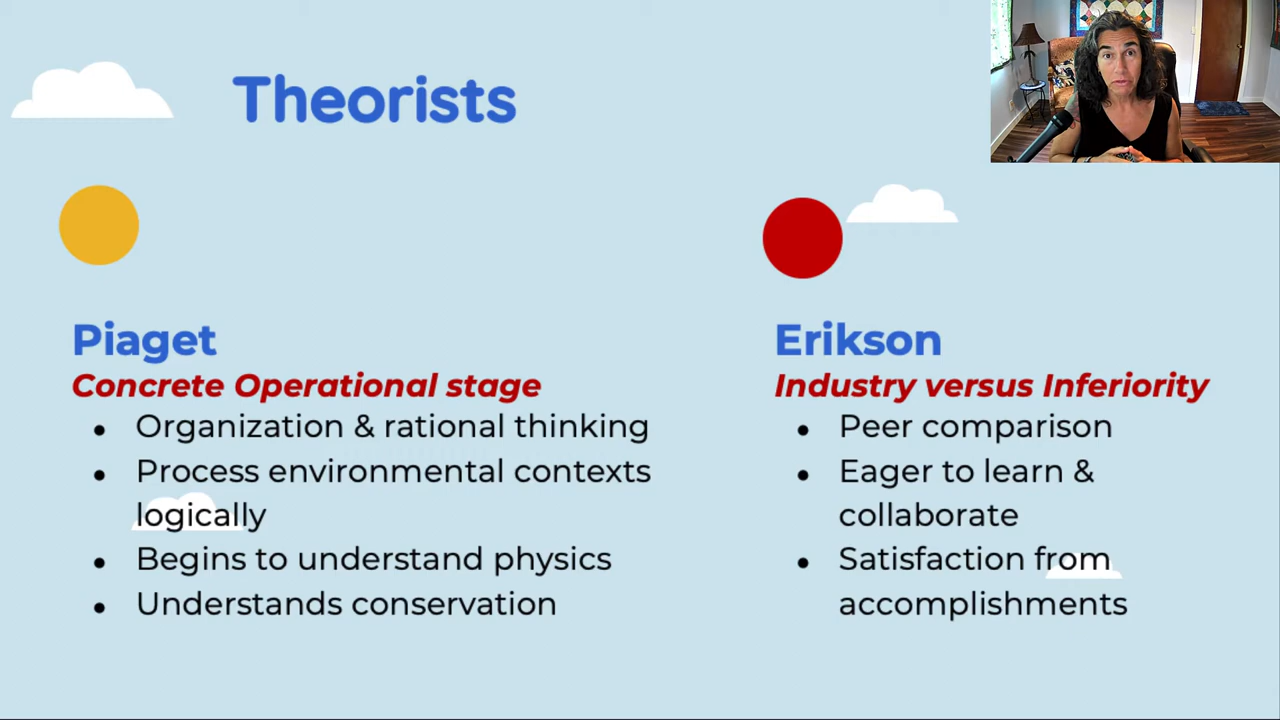 Theorists
Piaget
Concrete Operational stage
• Organization & rational thinking
• Process environmental contexts
logically
• Begins to understand physics
• Understands conservation
Erikson
Industry versus Inferiority
• Peer comparison
• Eager to learn &
collaborate
• Satisfaction from
accomplishments